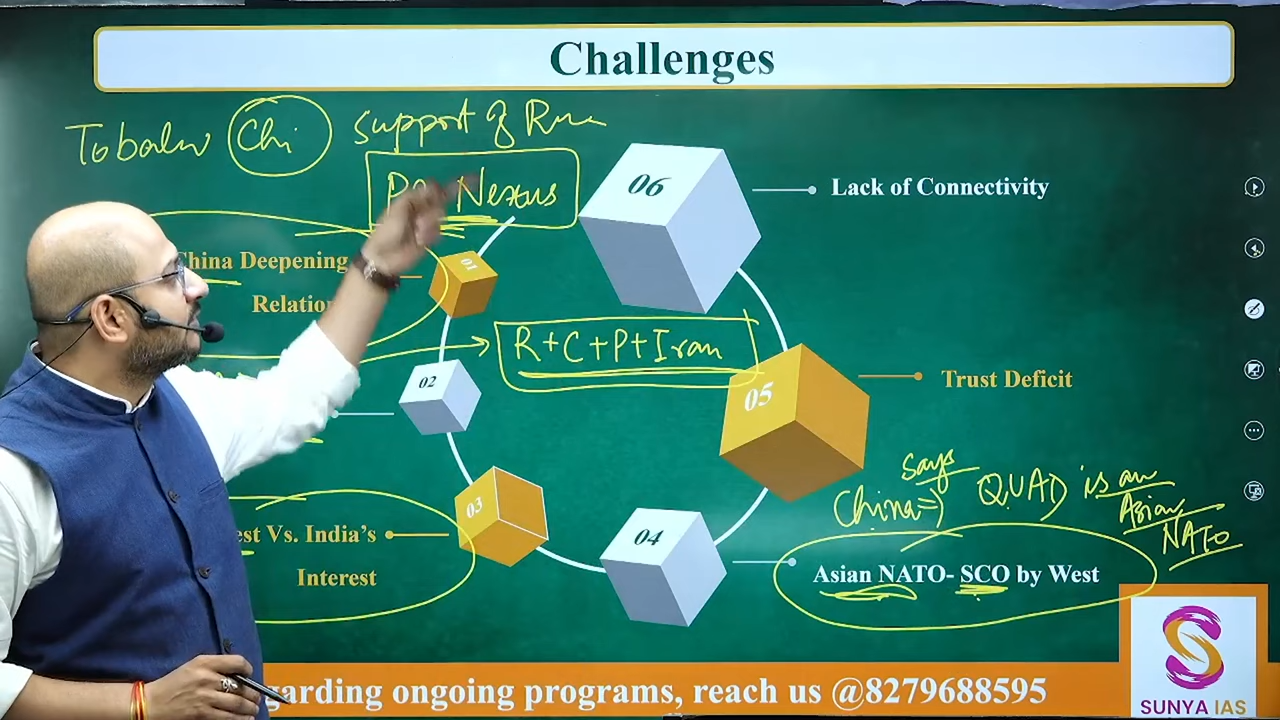 Challenges
To balan Chi support of Rus
Nexus
06
Lack of Connectivity
01
China Deepening
Relation
R+C+P+Iran
02
05
Trust Deficit
says
China⇒ QUAD is an
Asian
NATO
03
est Vs. India's
Interest
04
Asian NATO- SCO by West
garding ongoing programs, reach us @8279688595
SUNYA IAS